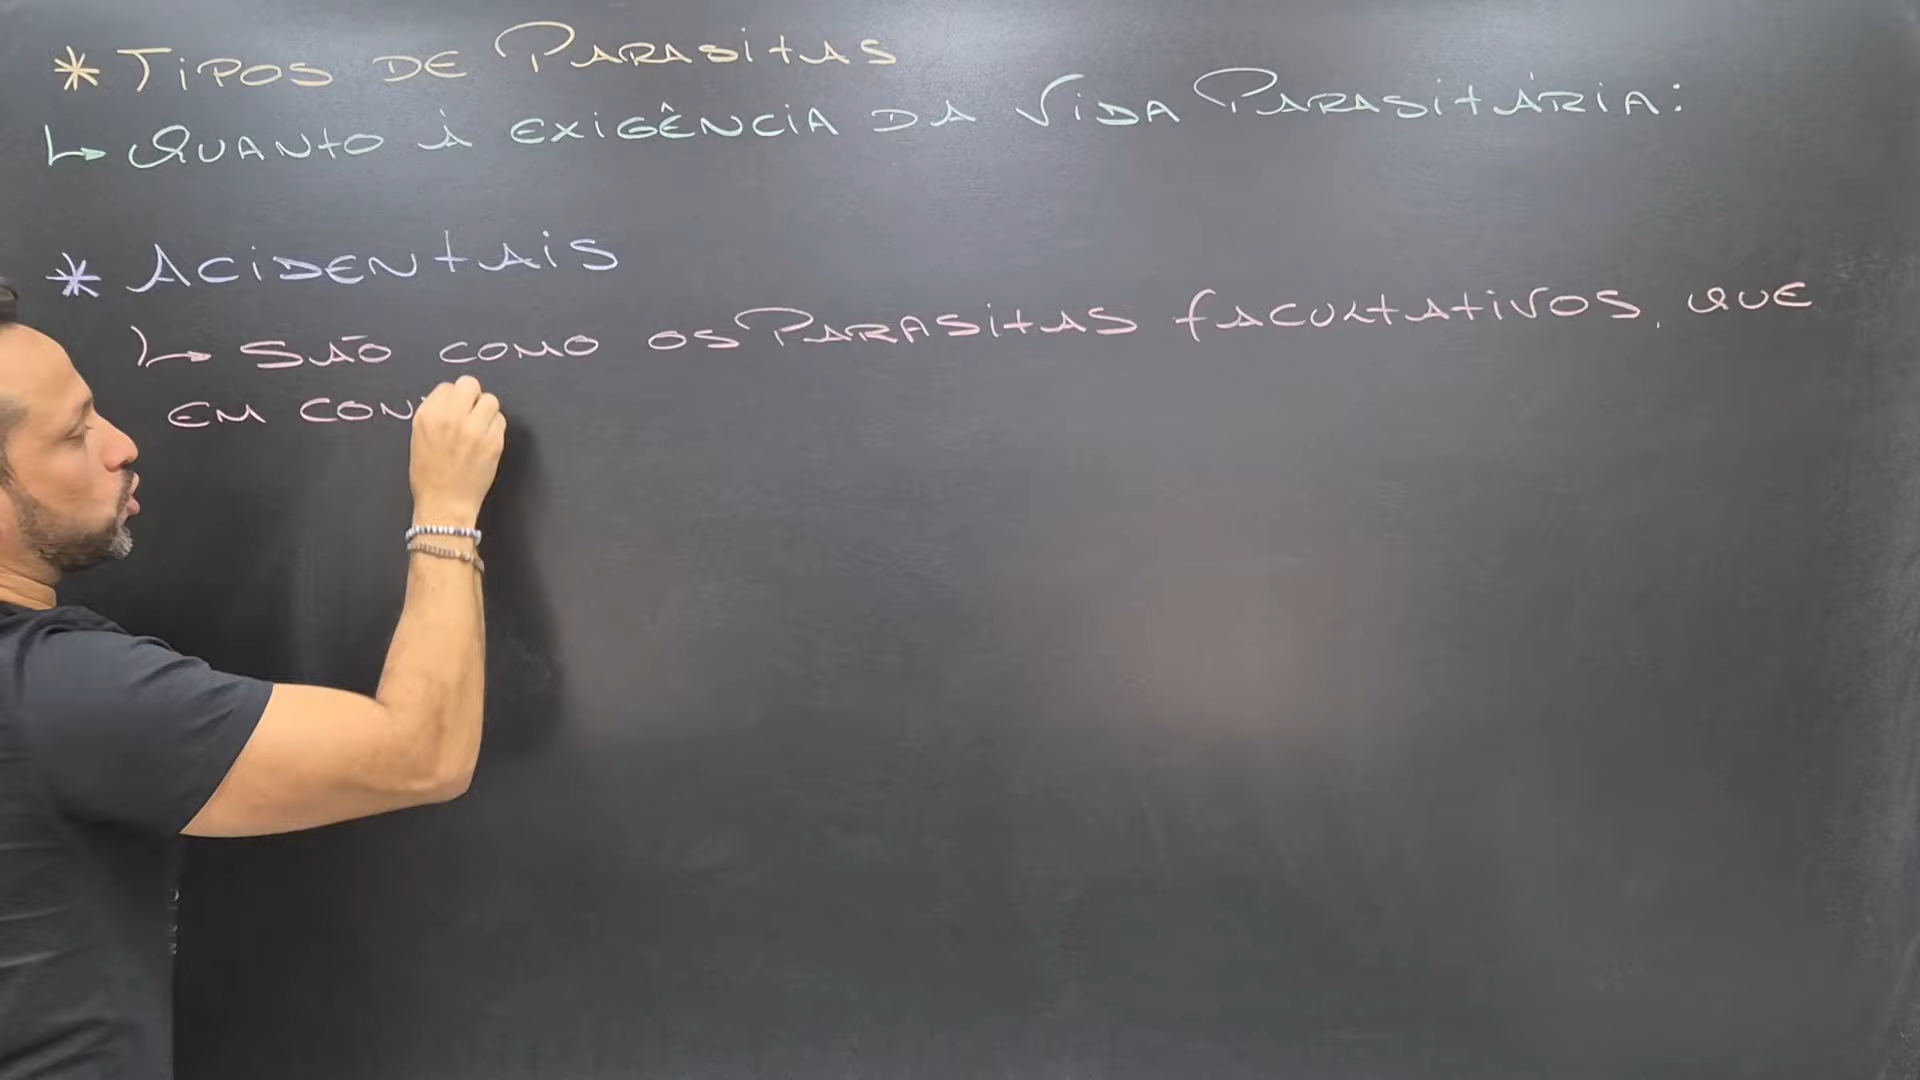 * Tipos de Parasitas
↳ Quanto à exigência da vida parasitária:
* Acidentais
↳ São como os parasitas facultativos, que
em con